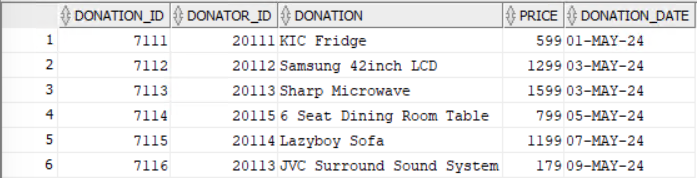 DONATION_ID DONATOR_ID DONATION PRICE DONATION_DATE
1 7111 20111 KIC Fridge 599 01-MAY-24
2 7112 20112 Samsung 42inch LCD 1299 03-MAY-24
3 7113 20113 Sharp Microwave 1599 03-MAY-24
4 7114 20115 6 Seat Dining Room Table 799 05-MAY-24
5 7115 20114 Lazyboy Sofa 1199 07-MAY-24
6 7116 20113 JVC Surround Sound System 179 09-MAY-24